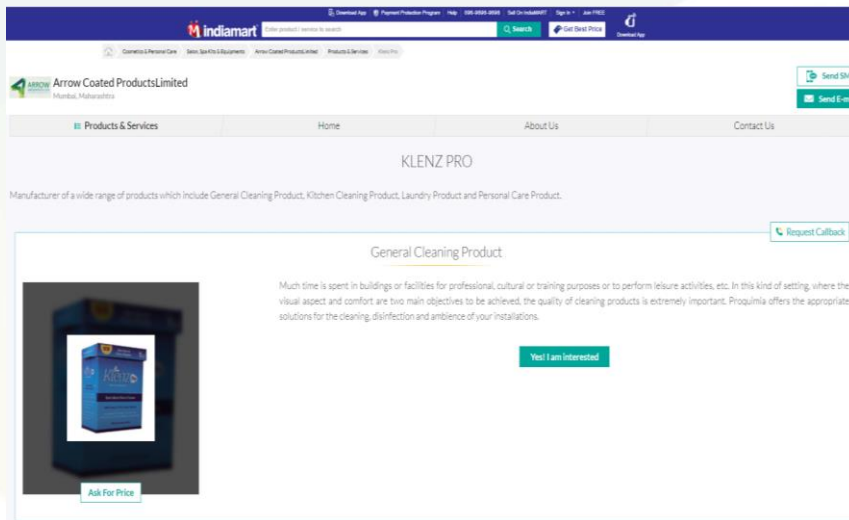 Download App Payment Protection Program Help 096-9696-9696 Sell On IndiaMART Sign In Join FREE
indiamart Enter product / service to search Search Get Best Price Download App
Cosmetics & Personal Care Salon, Spa Kits & Equipments Arrow Coated ProductsLimited Products & Services Klenz Pro
ARROW Arrow Coated ProductsLimited
Mumbai, Maharashtra
Send SM
Send E-m
Products & Services Home About Us Contact Us
KLENZ PRO
Manufacturer of a wide range of products which include General Cleaning Product, Kitchen Cleaning Product, Laundry Product and Personal Care Product.
Request Callback
General Cleaning Product
Much time is spent in buildings or facilities for professional, cultural or training purposes or to perform leisure activities, etc. In this kind of setting, where the
visual aspect and comfort are two main objectives to be achieved, the quality of cleaning products is extremely important. Proquimia offers the appropriate
solutions for the cleaning, disinfection and ambience of your installations.
Yes! I am interested
Klenz
Ask For Price